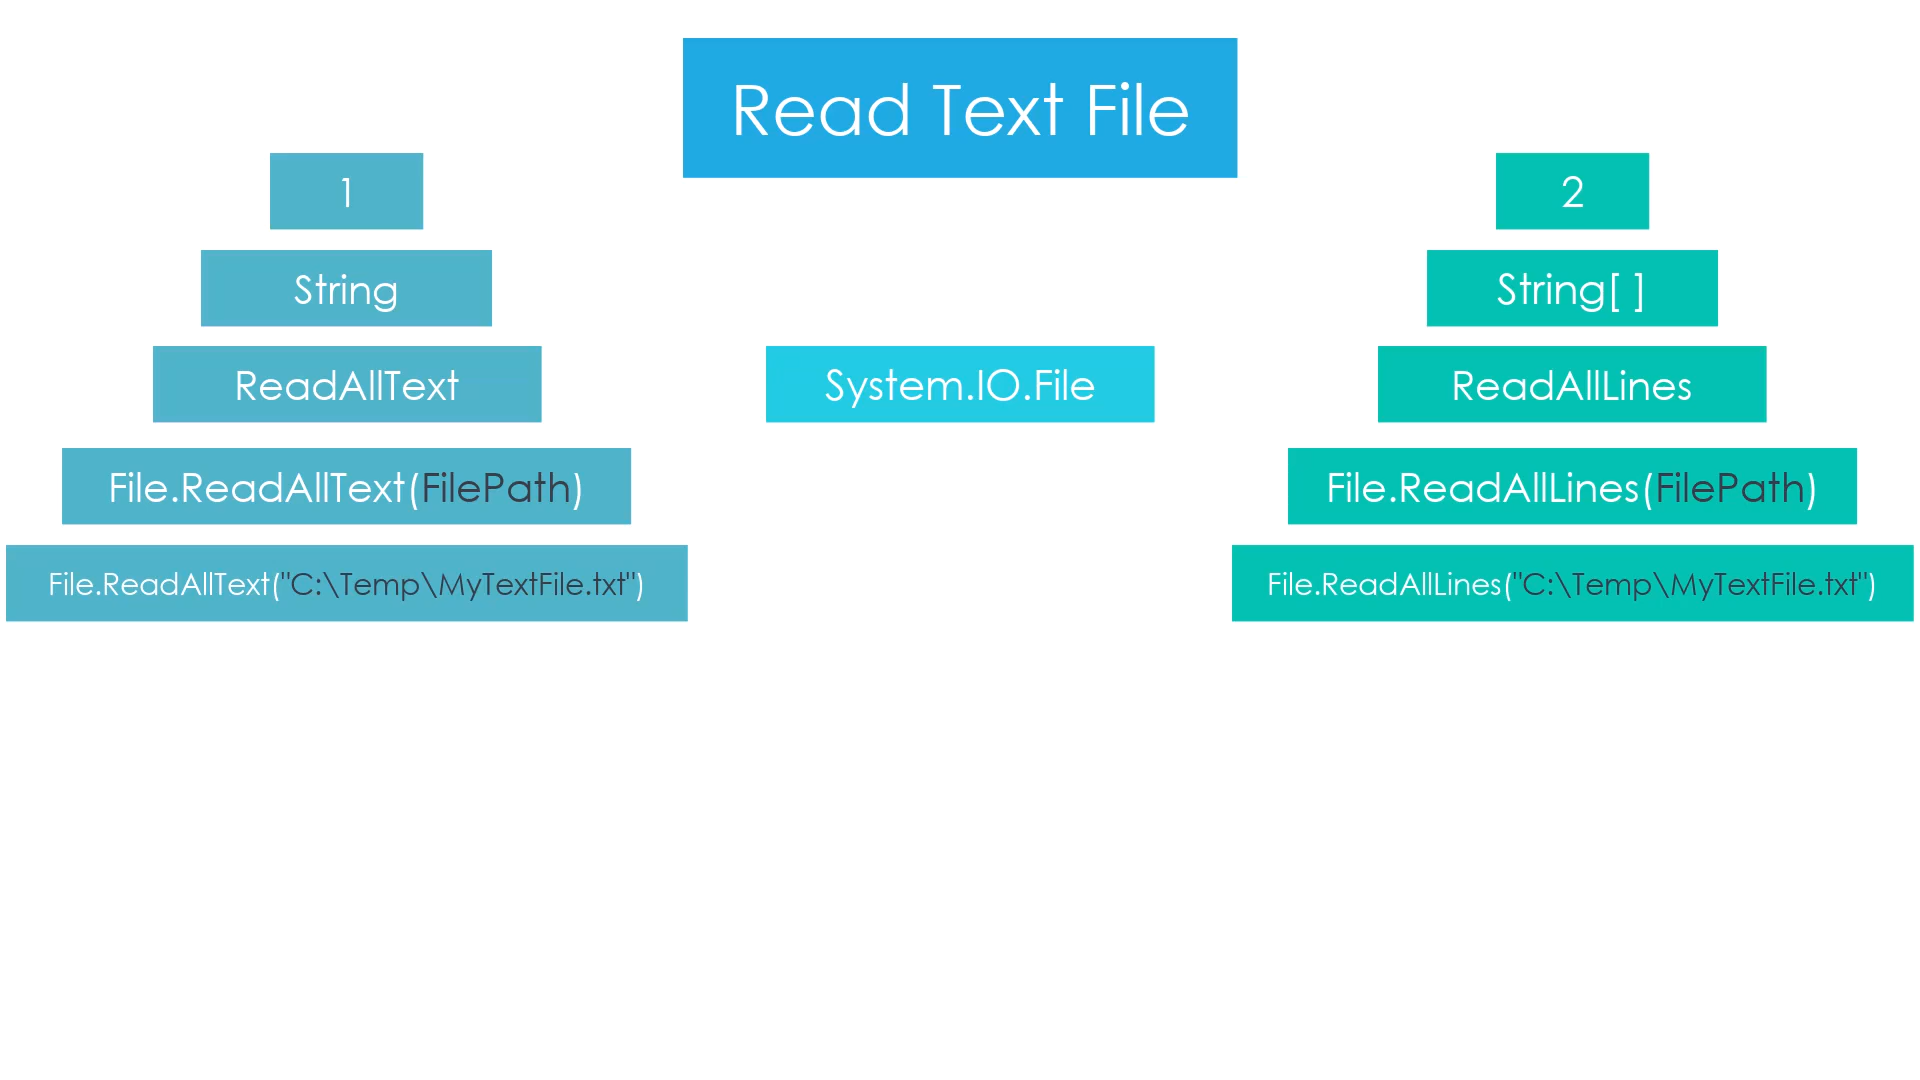 Read Text File
1
String
ReadAllText
File.ReadAllText(FilePath)
File.ReadAllText("C:\Temp\MyTextFile.txt")
System.IO.File
2
String[ ]
ReadAllLines
File.ReadAllLines(FilePath)
File.ReadAllLines("C:\Temp\MyTextFile.txt")